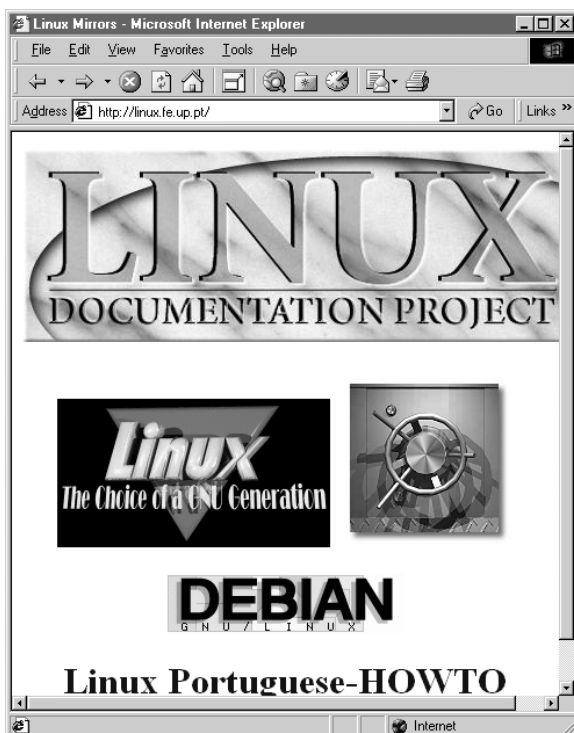 Linux Mirrors - Microsoft Internet Explorer
File Edit View Favorites Tools Help
Address http://linux.fe.up.pt/ Go Links »
LINUX
DOCUMENTATION PROJECT
Linux
The Choice of a GNU Generation
DEBIAN
GNU/LINUX
Linux Portuguese-HOWTO
Internet